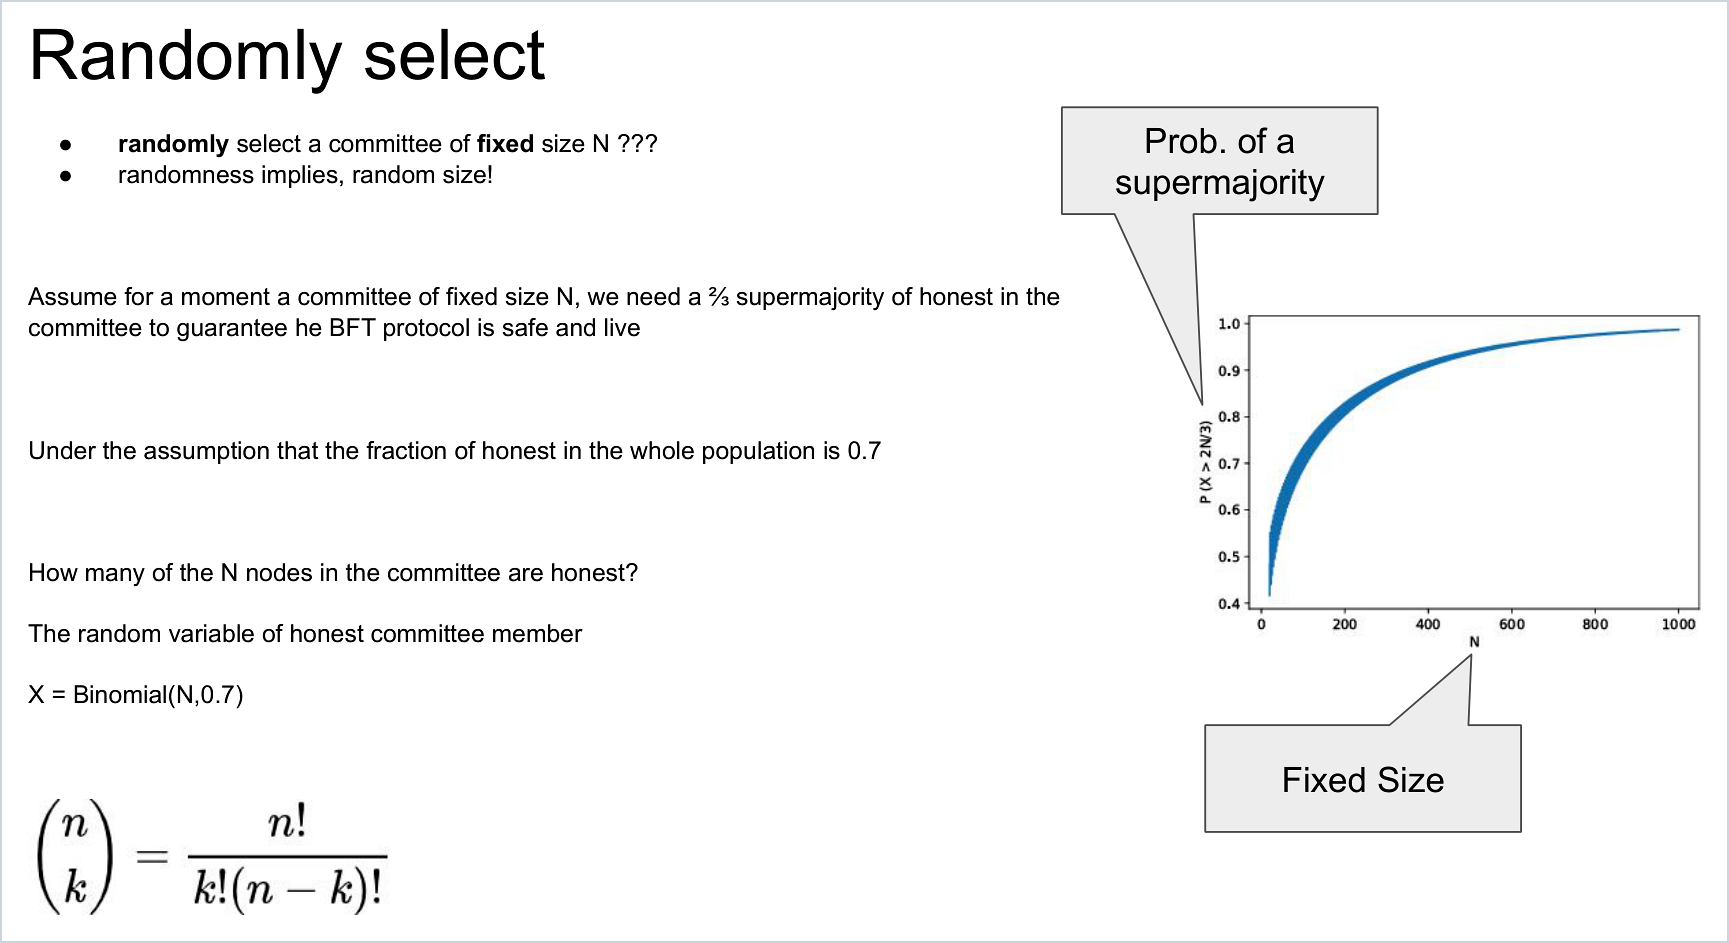 Randomly select
● randomly select a committee of fixed size N ???
● randomness implies, random size!
Prob. of a
supermajority
Assume for a moment a committee of fixed size N, we need a ⅔ supermajority of honest in the
committee to guarantee he BFT protocol is safe and live
Under the assumption that the fraction of honest in the whole population is 0.7
How many of the N nodes in the committee are honest?
The random variable of honest committee member
X = Binomial(N,0.7)
(n k) = n! / k!(n − k)!
P (X > 2N/3)
1.0
0.9
0.8
0.7
0.6
0.5
0.4
0 200 400 600 800 1000
N
Fixed Size